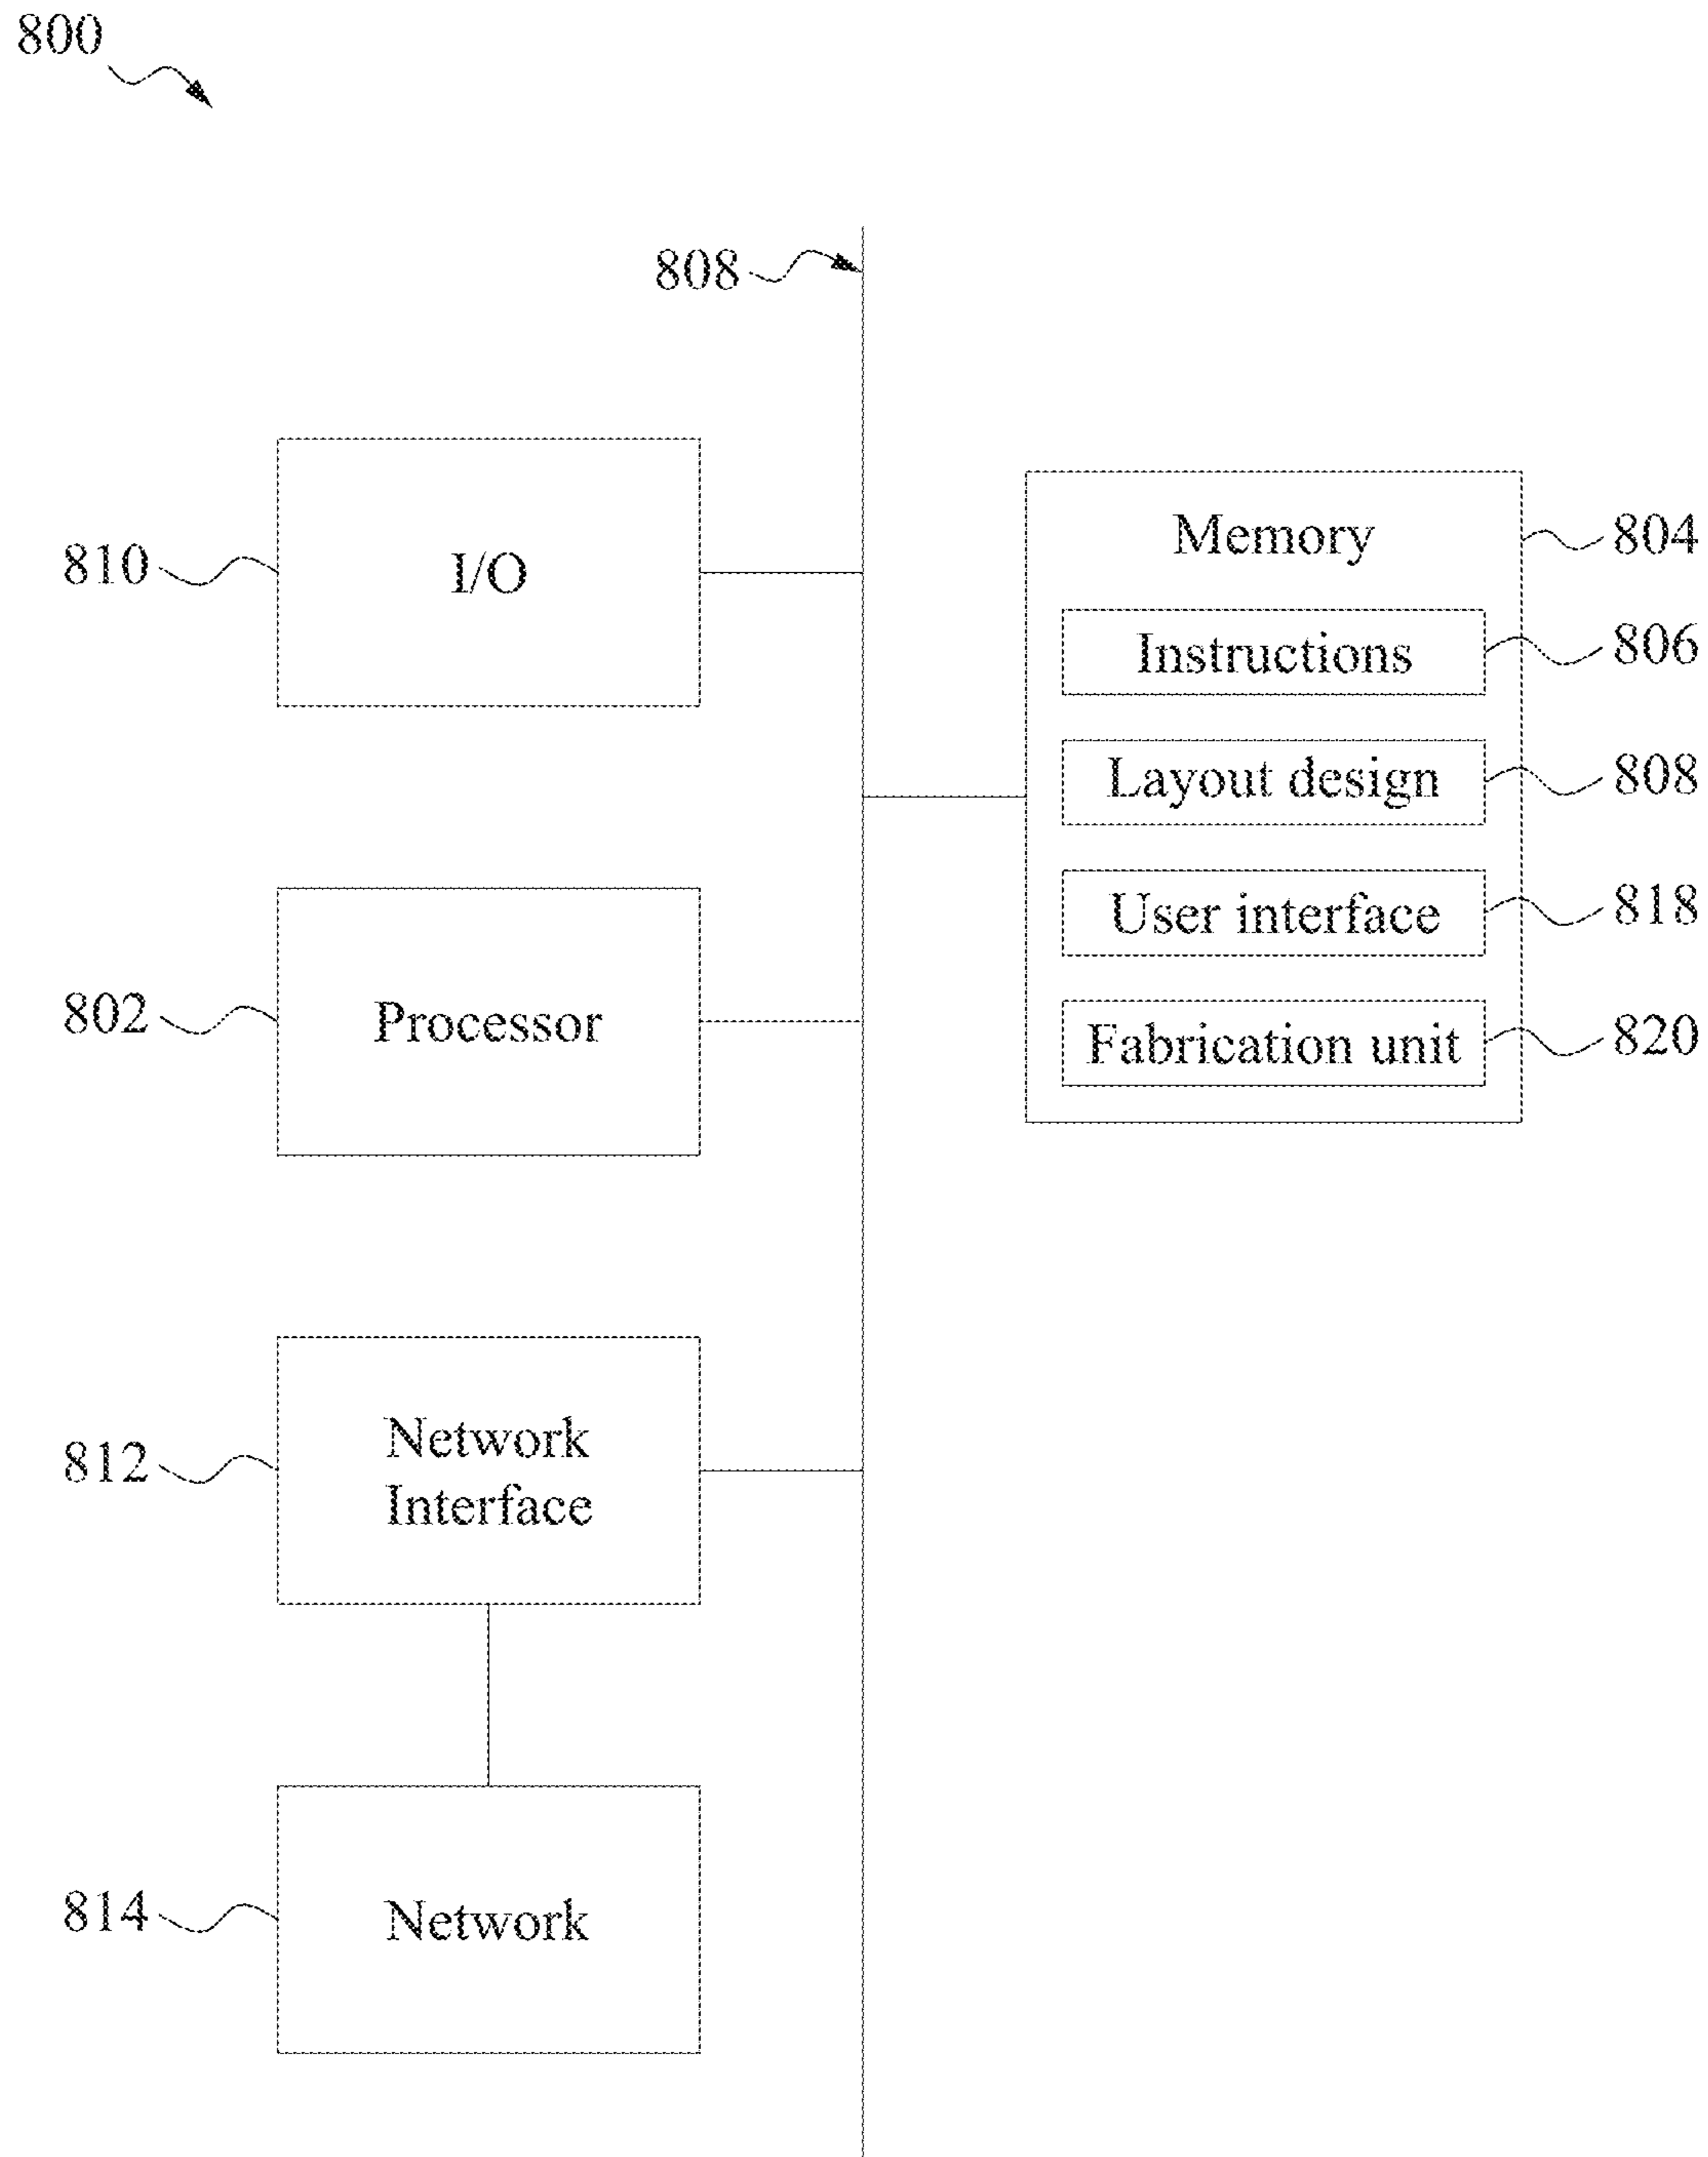 800
808
810
I/O
Memory
804
Instructions
806
Layout design
808
User interface
818
802
Processor
Fabrication unit
820
812
Network
Interface
814
Network